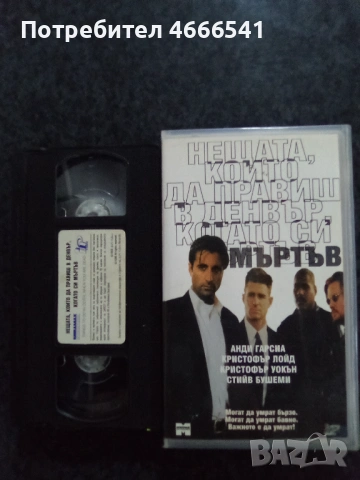 Потребител 4666541
НЕЩАТА,
КОИТО
ДА ПРАВИШ
В ДЕНВЪР,
КОГАТО СИ
МЪРТЪВ
АНДИ ГАРСИА
КРИСТОФЪР ЛОЙД
КРИСТОФЪР УОКЪН
СТИЙВ БУШЕМИ
Могат да умрат бързо.
Могат да умрат бавно.
Важното е да умрат!
НЕЩАТА, КОИТО ДА ПРАВИШ В ДЕНВЪР,
КОГАТО СИ МЪРТЪВ
BAZAR